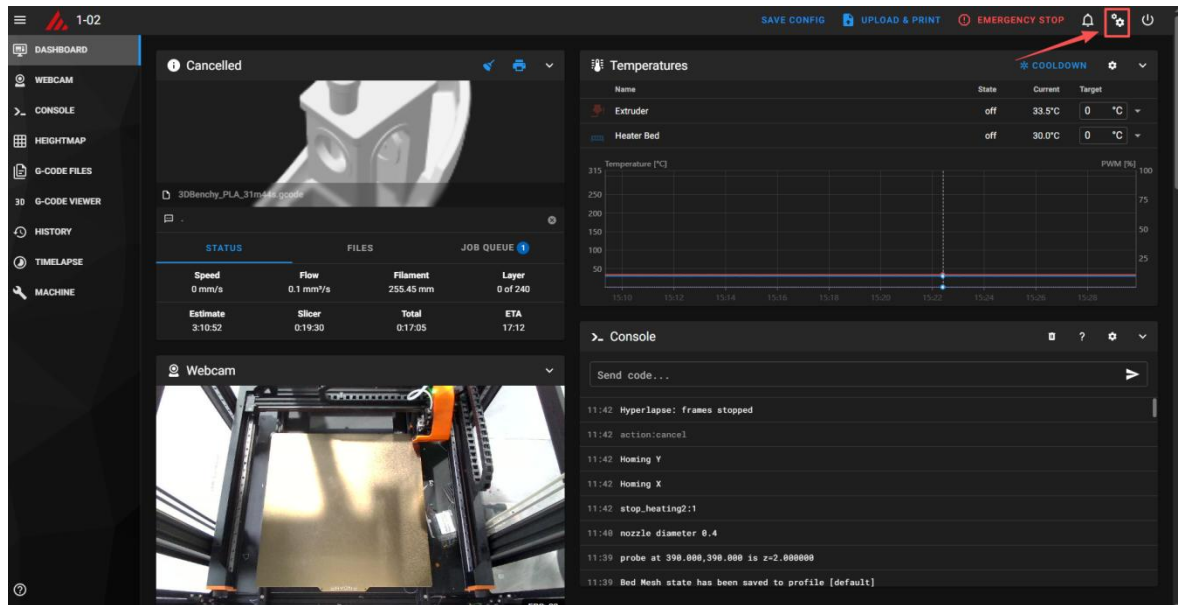 1-02
SAVE CONFIG
UPLOAD & PRINT
EMERGENCY STOP
DASHBOARD
WEBCAM
CONSOLE
HEIGHTMAP
G-CODE FILES
3D G-CODE VIEWER
HISTORY
TIMELAPSE
MACHINE
Cancelled
3DBenchy_PLA_31m44s.gcode
.
STATUS FILES JOB QUEUE 1
Speed Flow Filament Layer
0 mm/s 0.1 mm³/s 255.45 mm 0 of 240
Estimate Slicer Total ETA
3:10:52 0:19:30 0:17:05 17:12
Webcam
Temperatures
COOLDOWN
Name State Current Target
Extruder off 33.5°C 0 °C
Heater Bed off 30.0°C 0 °C
Temperature [°C] PWM [%]
315 100
250 75
200
150 50
100 25
50
15:10 15:12 15:14 15:16 15:18 15:20 15:22 15:24 15:26 15:28
Console
?
Send code...
11:42 Hyperlapse: frames stopped
11:42 action:cancel
11:42 Homing Y
11:42 Homing X
11:42 stop_heating2:1
11:40 nozzle diameter 0.4
11:39 probe at 390.000,390.000 is z=2.000000
11:39 Bed Mesh state has been saved to profile [default]